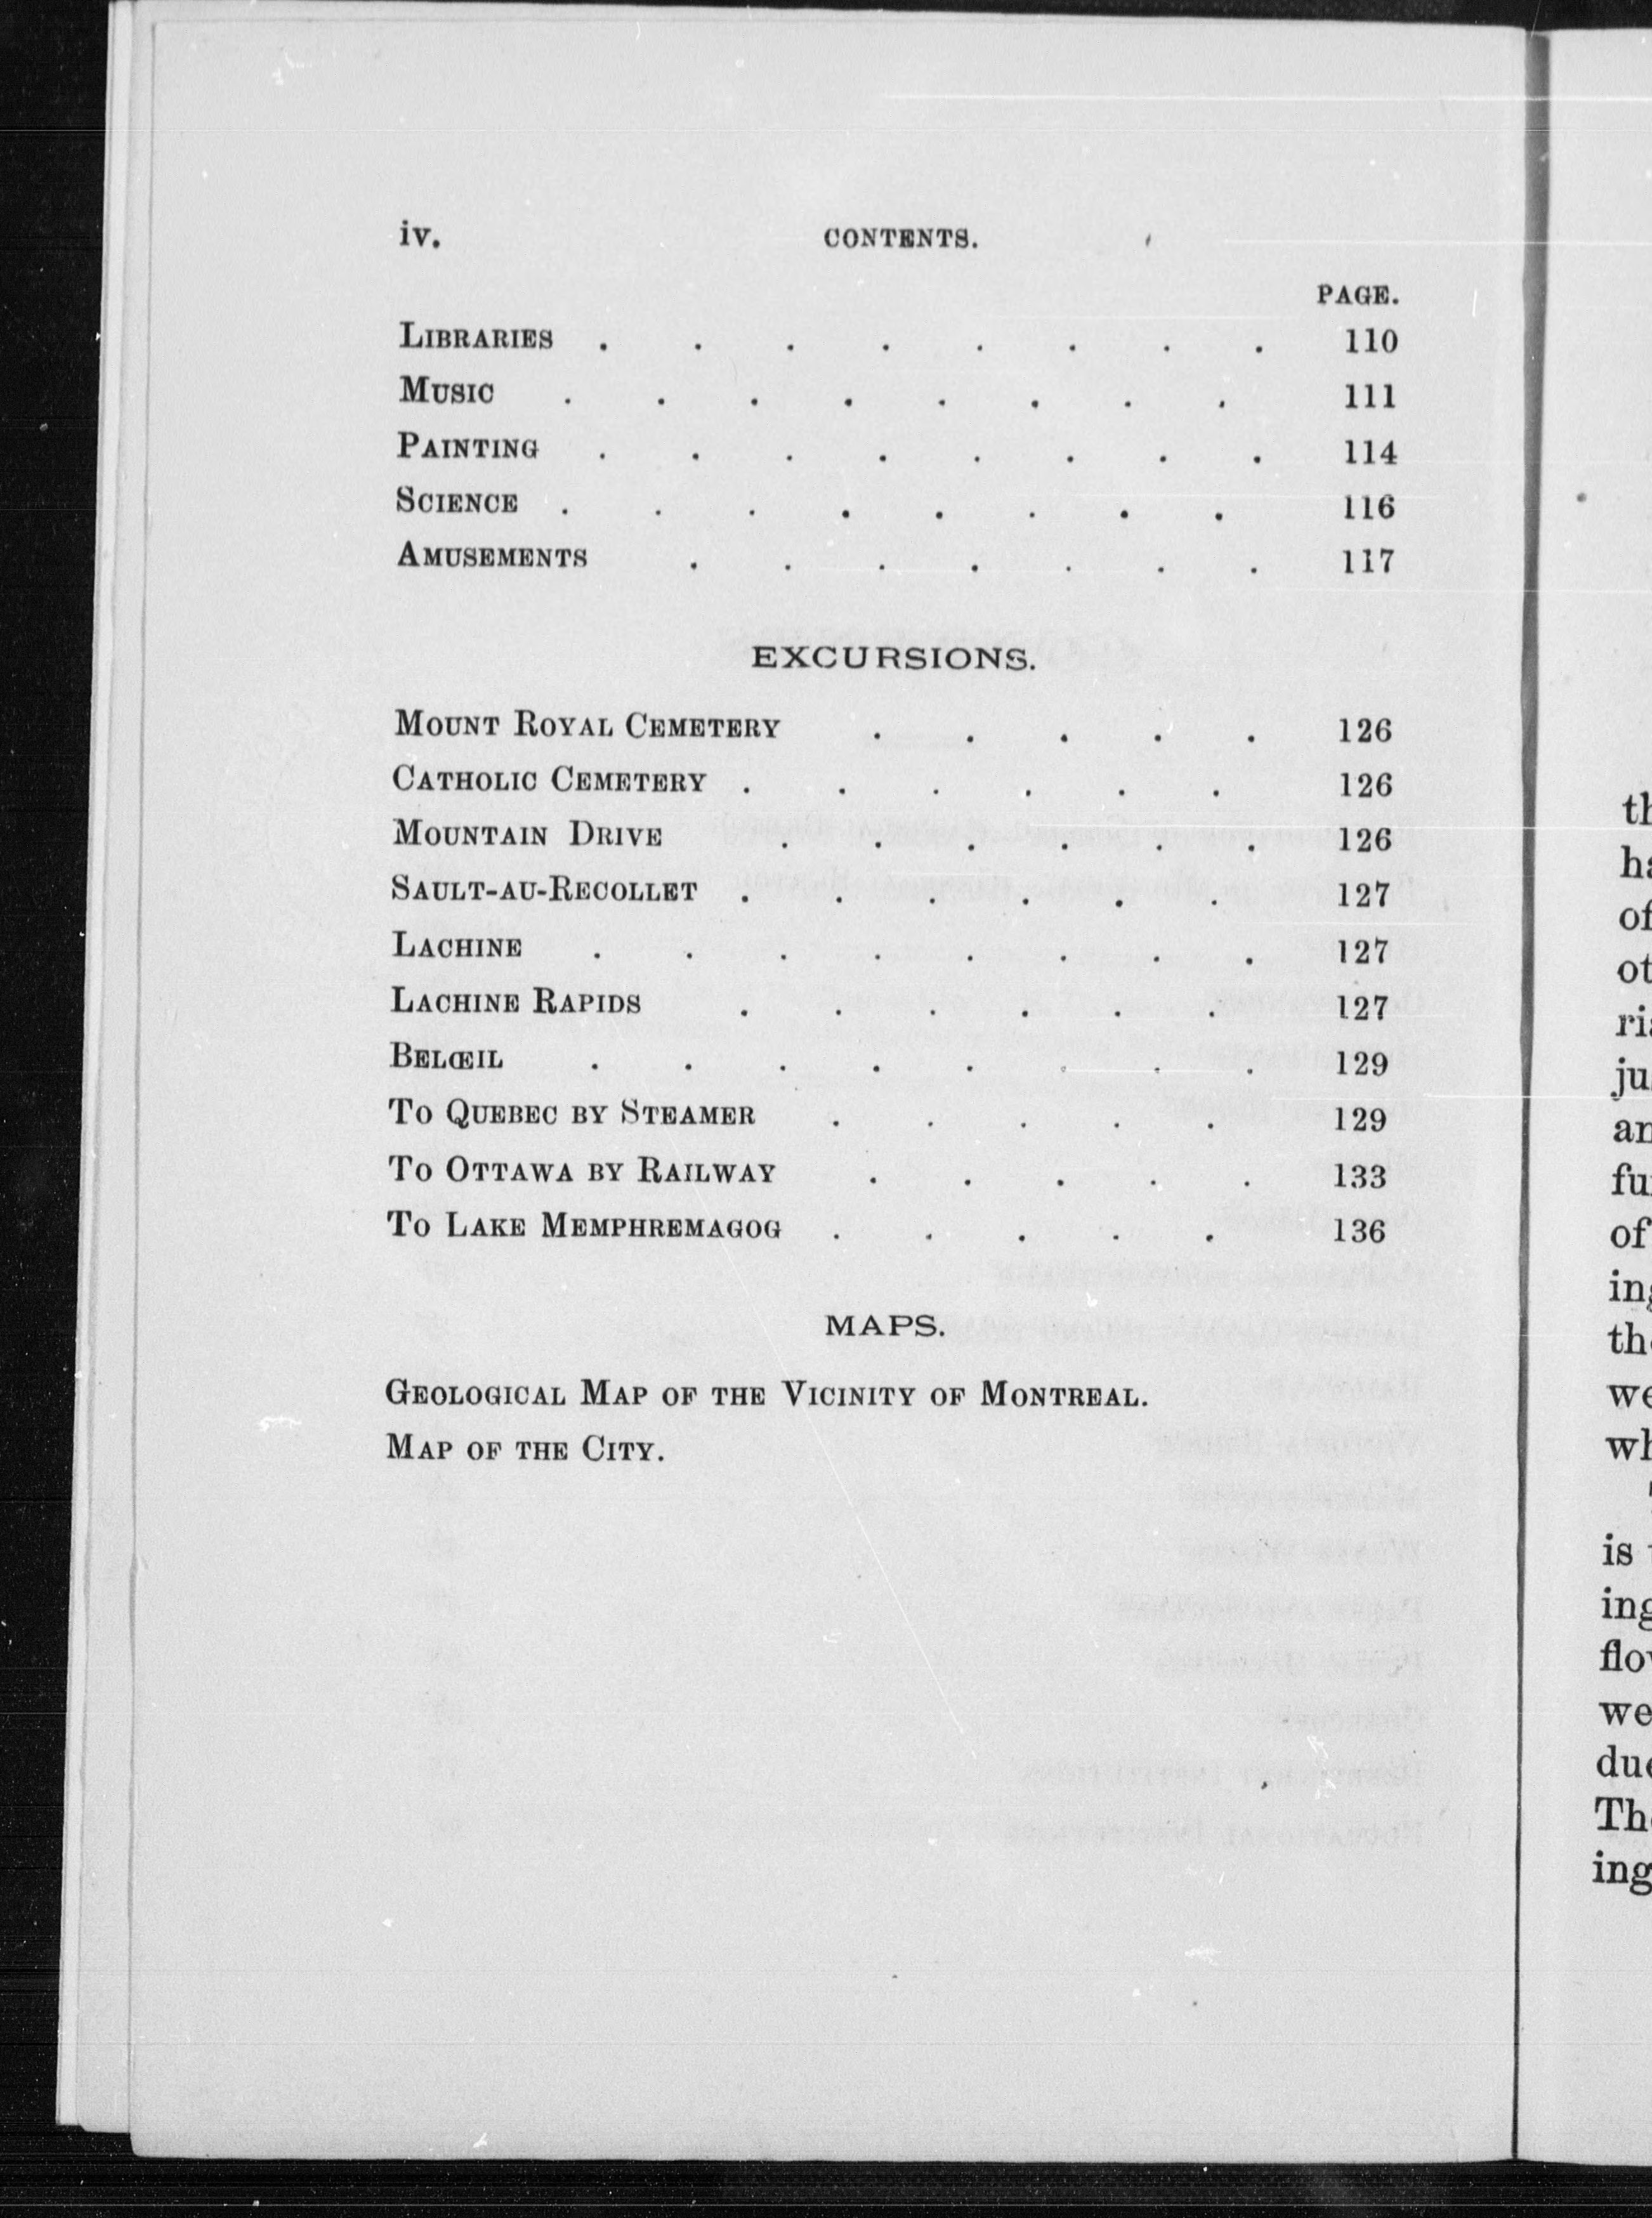 iv. CONTENTS.
PAGE.
LIBRARIES . . . . . . . . 110
MUSIC . . . . . . . . 111
PAINTING . . . . . . . . 114
SCIENCE . . . . . . . . 116
AMUSEMENTS . . . . . . . 117
EXCURSIONS.
MOUNT ROYAL CEMETERY . . . . . 126
CATHOLIC CEMETERY . . . . . . 126
MOUNTAIN DRIVE . . . . . . 126
SAULT-AU-RECOLLET . . . . . . 127
LACHINE . . . . . . . . 127
LACHINE RAPIDS . . . . . . 127
BELŒIL . . . . . . . . 129
TO QUEBEC BY STEAMER . . . . . 129
TO OTTAWA BY RAILWAY . . . . . 133
TO LAKE MEMPHREMAGOG . . . . . 136
MAPS.
GEOLOGICAL MAP OF THE VICINITY OF MONTREAL.
MAP OF THE CITY.
of
is